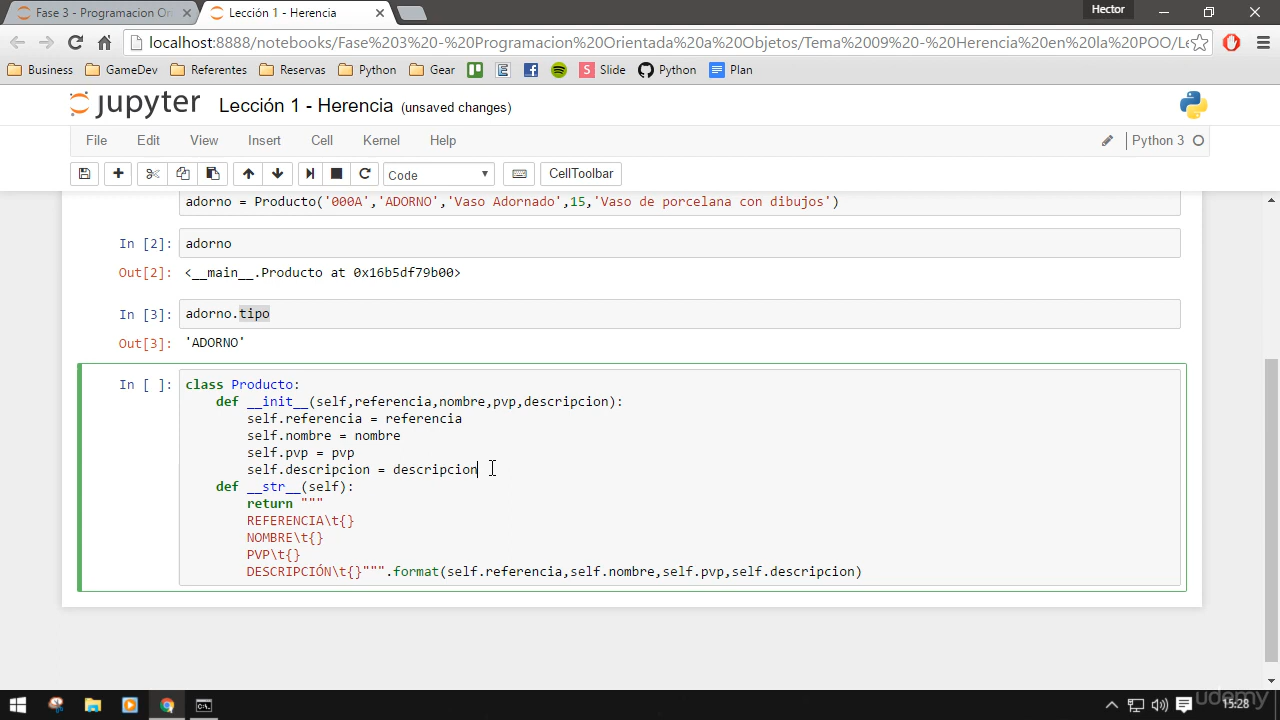 Fase 3 - Programacion On
Lección 1 - Herencia
Hector
localhost:8888/notebooks/Fase%203%20-%20Programacion%20Orientada%20a%20Objetos/Tema%2009%20-%20Herencia%20en%20la%20POO/Le
Business GameDev Referentes Reservas Python Gear Slide Python Plan
jupyter Lección 1 - Herencia (unsaved changes)
File Edit View Insert Cell Kernel Help Python 3
Code CellToolbar
adorno = Producto('000A','ADORNO','Vaso Adornado',15,'Vaso de porcelana con dibujos')
In [2]: adorno
Out[2]: <__main__.Producto at 0x16b5df79b00>
In [3]: adorno.tipo
Out[3]: 'ADORNO'
In [ ]: class Producto:
def __init__(self,referencia,nombre,pvp,descripcion):
self.referencia = referencia
self.nombre = nombre
self.pvp = pvp
self.descripcion = descripcion
def __str__(self):
return """
REFERENCIA\t{}
NOMBRE\t{}
PVP\t{}
DESCRIPCIÓN\t{}""".format(self.referencia,self.nombre,self.pvp,self.descripcion)
udemy
15:28